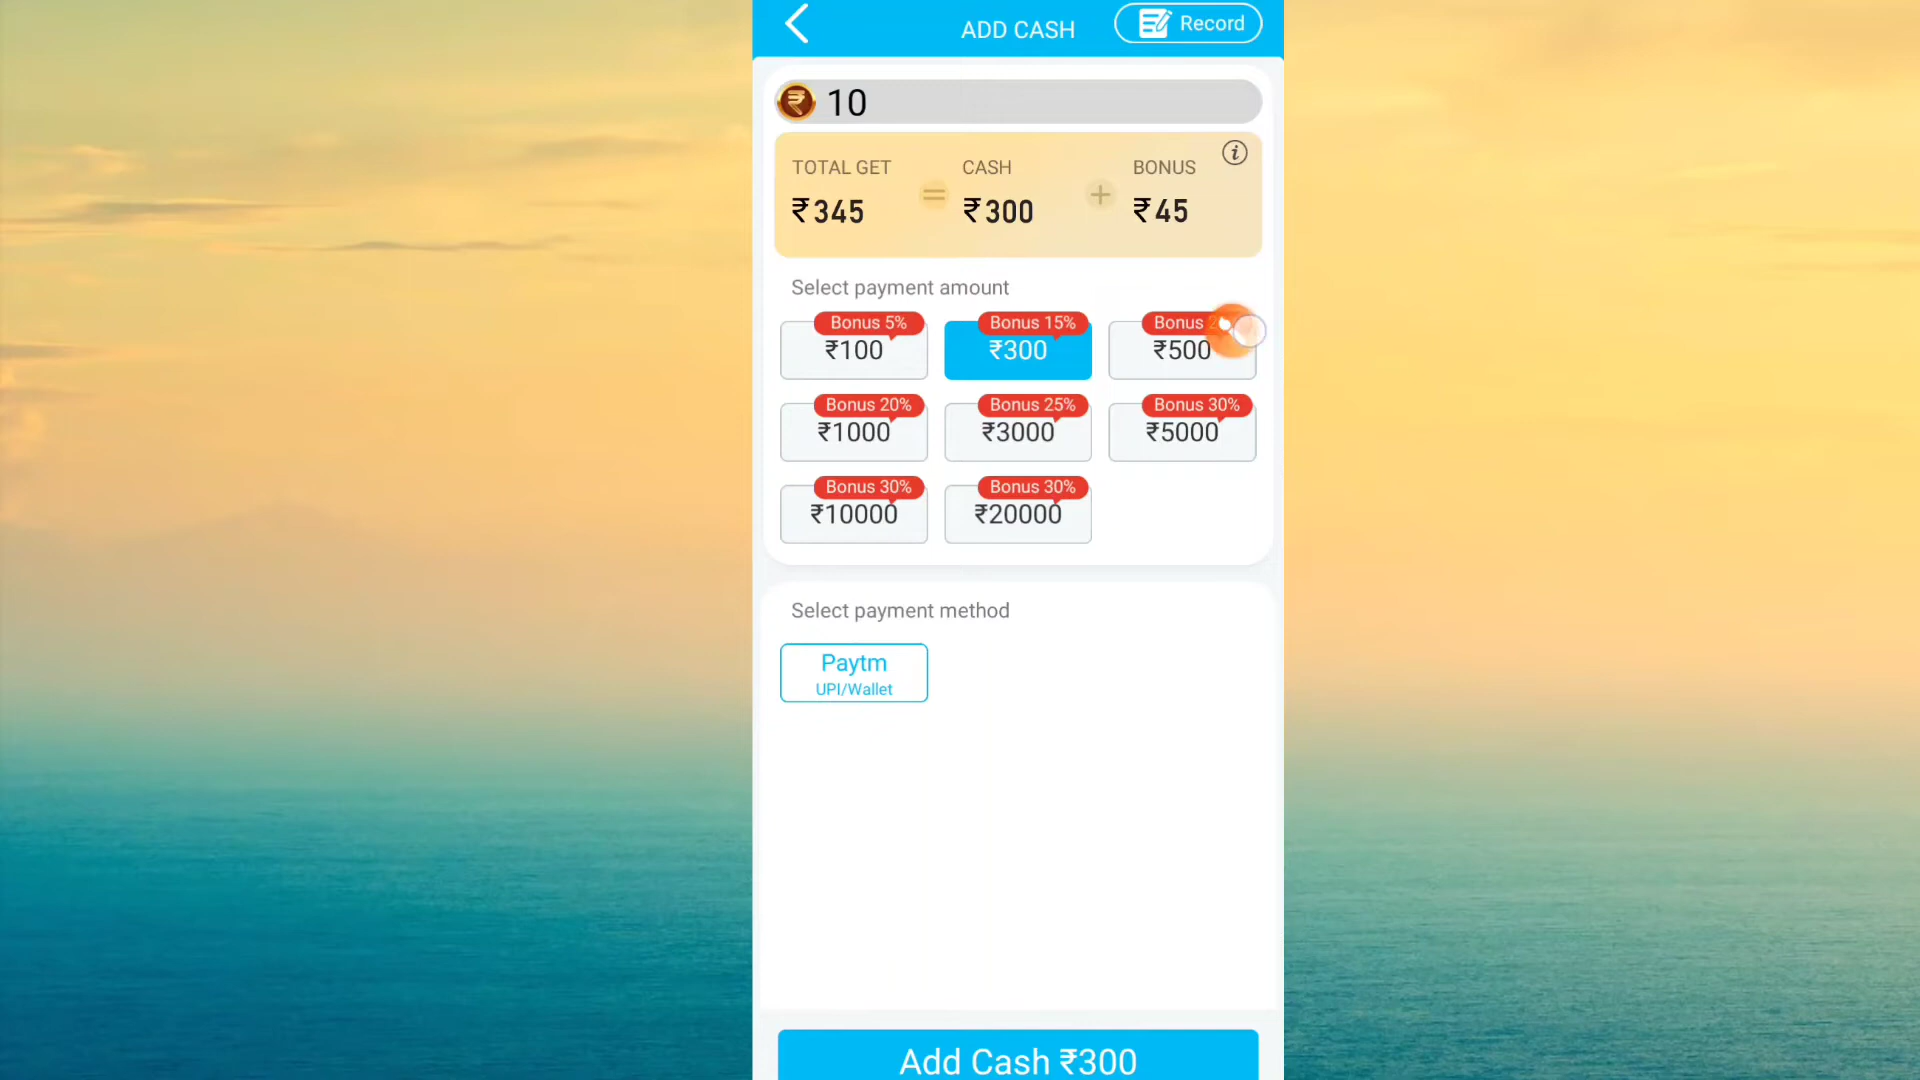 ADD CASH
Record
10
TOTAL GET
CASH
BONUS
₹345
=
₹300
+
₹45
Select payment amount
Bonus 5%
Bonus 15%
Bonus
₹100
₹300
₹500
Bonus 20%
Bonus 25%
Bonus 30%
₹1000
₹3000
₹5000
Bonus 30%
Bonus 30%
₹10000
₹20000
Select payment method
Paytm
UPI/Wallet
Add Cash ₹300